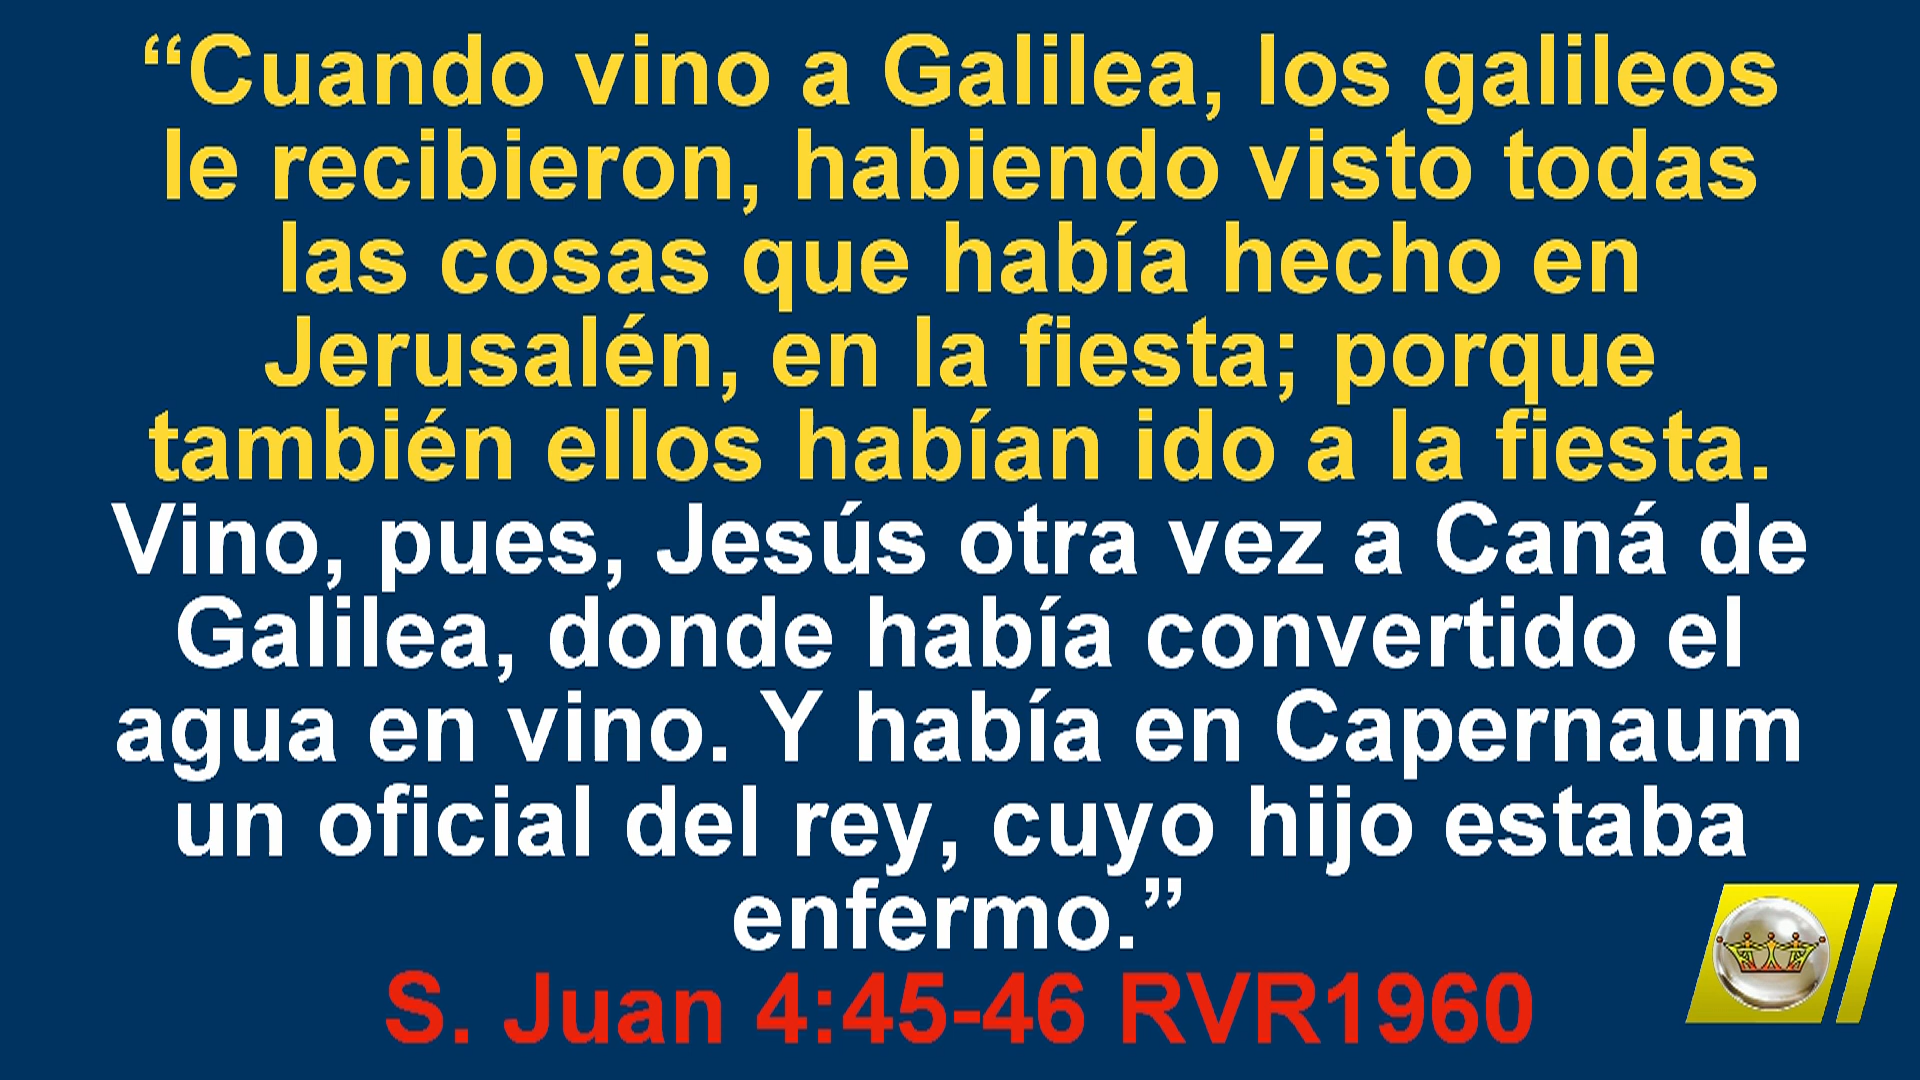 “Cuando vino a Galilea, los galileos
le recibieron, habiendo visto todas
las cosas que había hecho en
Jerusalén, en la fiesta; porque
también ellos habían ido a la fiesta.
Vino, pues, Jesús otra vez a Caná de
Galilea, donde había convertido el
agua en vino. Y había en Capernaum
un oficial del rey, cuyo hijo estaba
enfermo.”
S. Juan 4:45-46 RVR1960